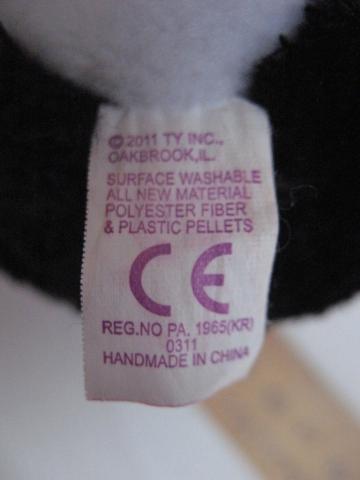 © 2011 TY INC.,
OAKBROOK,IL.
SURFACE WASHABLE
ALL NEW MATERIAL
POLYESTER FIBER
& PLASTIC PELLETS
CE
REG.NO PA. 1965(KR)
0311
HANDMADE IN CHINA